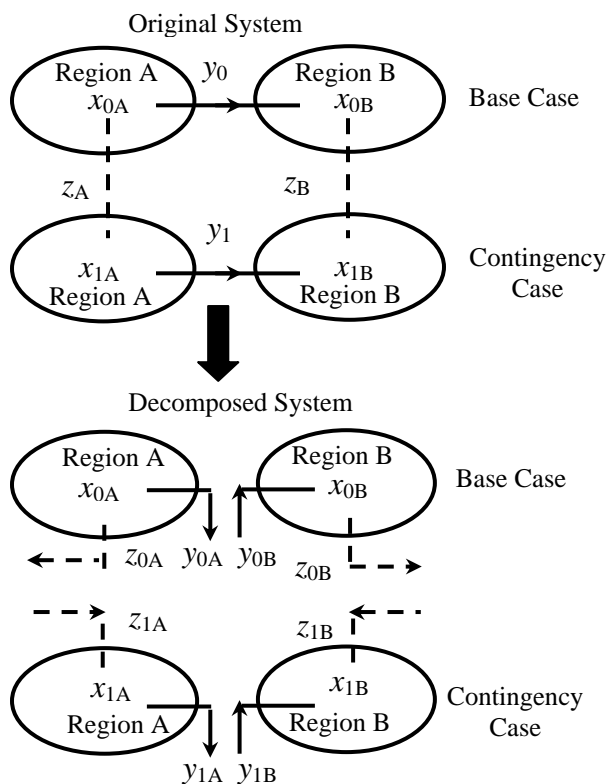 Original System
Region A
y0
Region B
x0A
x0B
Base Case
zA
zB
y1
x1A
x1B
Region A
Region B
Contingency
Case
Decomposed System
Region A
Region B
x0A
x0B
Base Case
z0A
y0A
y0B
z0B
z1A
z1B
x1A
x1B
Region A
Region B
Contingency
Case
y1A
y1B